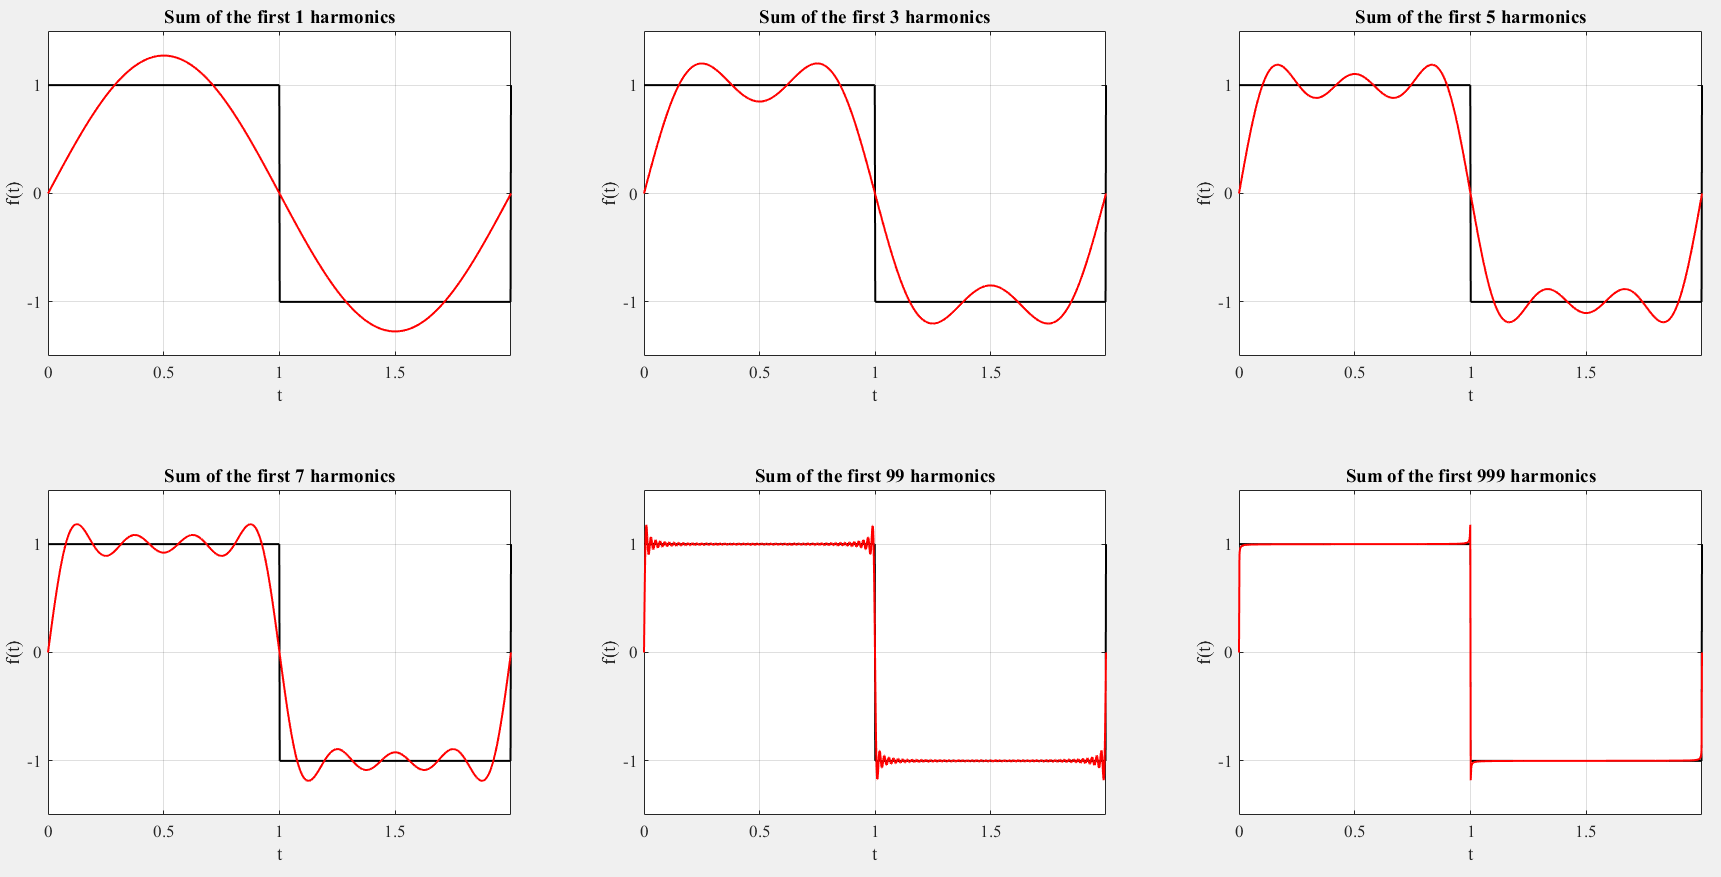 Sum of the first 1 harmonics
1
0
-1
f(t)
0 0.5 1 1.5
t
Sum of the first 3 harmonics
1
0
-1
f(t)
0 0.5 1 1.5
t
Sum of the first 5 harmonics
1
0
-1
f(t)
0 0.5 1 1.5
t
Sum of the first 7 harmonics
1
0
-1
f(t)
0 0.5 1 1.5
t
Sum of the first 99 harmonics
1
0
-1
f(t)
0 0.5 1 1.5
t
Sum of the first 999 harmonics
1
0
-1
f(t)
0 0.5 1 1.5
t